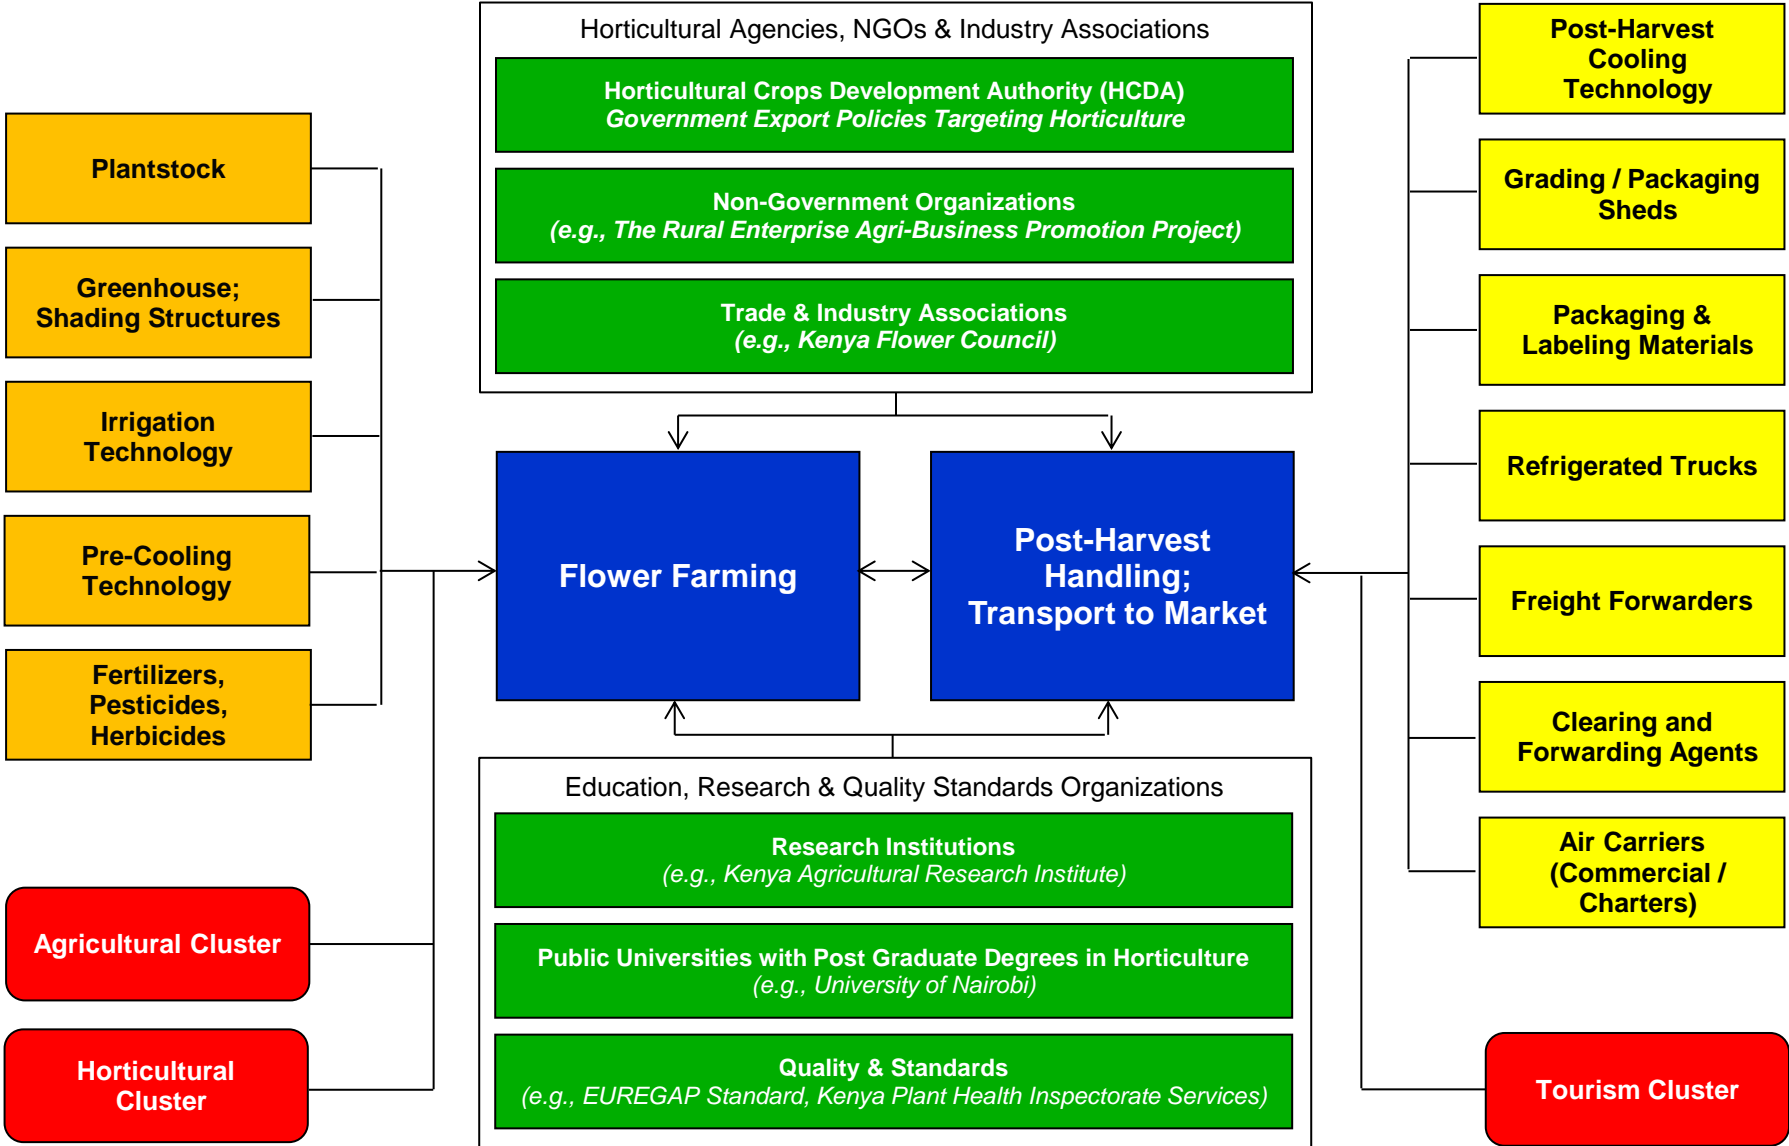 Horticultural Agencies, NGOs & Industry Associations
Horticultural Crops Development Authority (HCDA)
Government Export Policies Targeting Horticulture
Non-Government Organizations
(e.g., The Rural Enterprise Agri-Business Promotion Project)
Trade & Industry Associations
(e.g., Kenya Flower Council)
Plantstock
Greenhouse;
Shading Structures
Irrigation
Technology
Pre-Cooling
Technology
Fertilizers,
Pesticides,
Herbicides
Agricultural Cluster
Horticultural
Cluster
Flower Farming
Post-Harvest
Handling;
Transport to Market
Education, Research & Quality Standards Organizations
Research Institutions
(e.g., Kenya Agricultural Research Institute)
Public Universities with Post Graduate Degrees in Horticulture
(e.g., University of Nairobi)
Quality & Standards
(e.g., EUREGAP Standard, Kenya Plant Health Inspectorate Services)
Post-Harvest
Cooling
Technology
Grading / Packaging
Sheds
Packaging &
Labeling Materials
Refrigerated Trucks
Freight Forwarders
Clearing and
Forwarding Agents
Air Carriers
(Commercial /
Charters)
Tourism Cluster